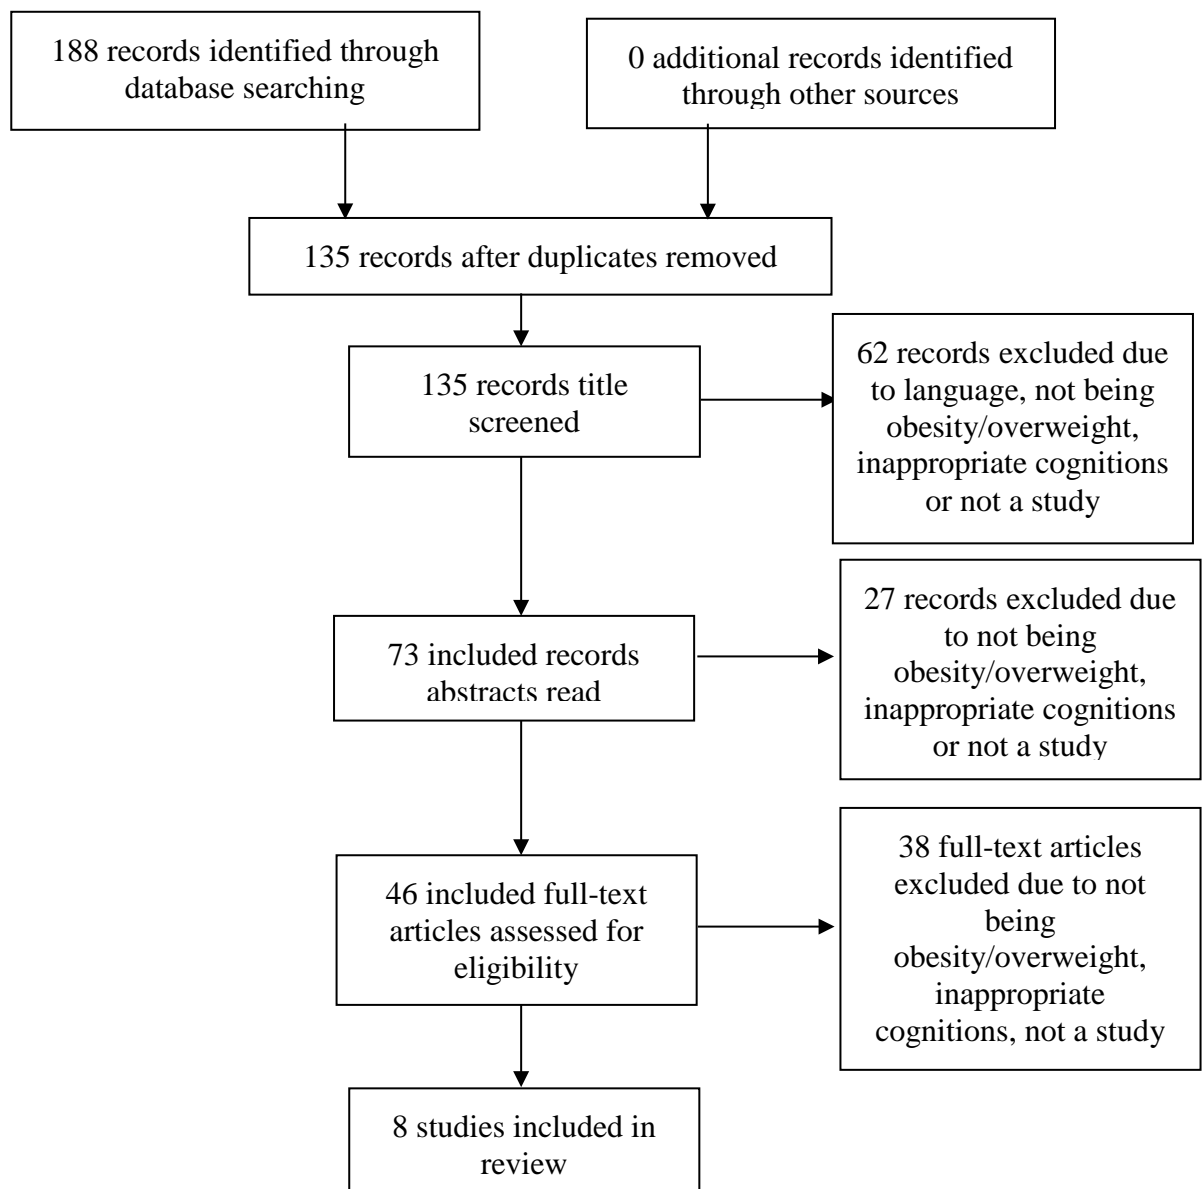 188 records identified through
database searching
0 additional records identified
through other sources
135 records after duplicates removed
135 records title
screened
62 records excluded due
to language, not being
obesity/overweight,
inappropriate cognitions
or not a study
73 included records
abstracts read
27 records excluded due
to not being
obesity/overweight,
inappropriate cognitions
or not a study
46 included full-text
articles assessed for
eligibility
38 full-text articles
excluded due to not
being
obesity/overweight,
inappropriate
cognitions, not a study
8 studies included in
review